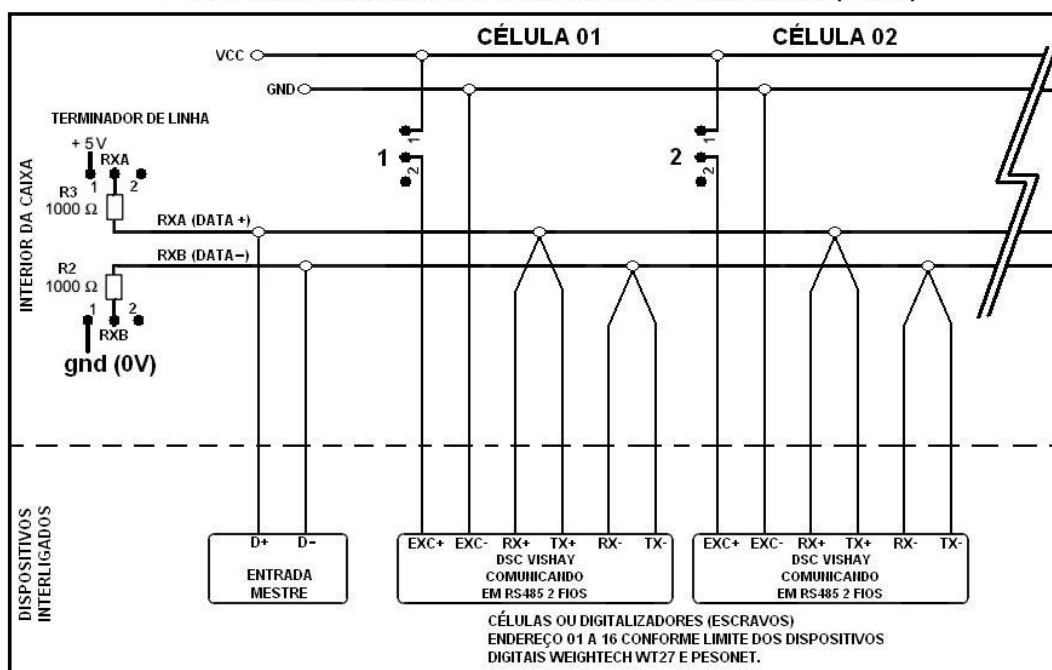 CÉLULA 01
CÉLULA 02
VCC
GND
TERMINADOR DE LINHA
+ 5V
RXA
1
2
R3
1000 Ω
RXA (DATA +)
RXB (DATA−)
R2
1000 Ω
1
2
RXB
gnd (0V)
1
1
2
2
1
2
INTERIOR DA CAIXA
DISPOSITIVOS
INTERLIGADOS
D+ D−
ENTRADA
MESTRE
EXC+ EXC- RX+ TX+ RX- TX-
DSC VISHAY
COMUNICANDO
EM RS485 2 FIOS
EXC+ EXC- RX+ TX+ RX- TX-
DSC VISHAY
COMUNICANDO
EM RS485 2 FIOS
CÉLULAS OU DIGITALIZADORES (ESCRAVOS)
ENDEREÇO 01 A 16 CONFORME LIMITE DOS DISPOSITIVOS
DIGITAIS WEIGHTECH WT27 E PESONET.